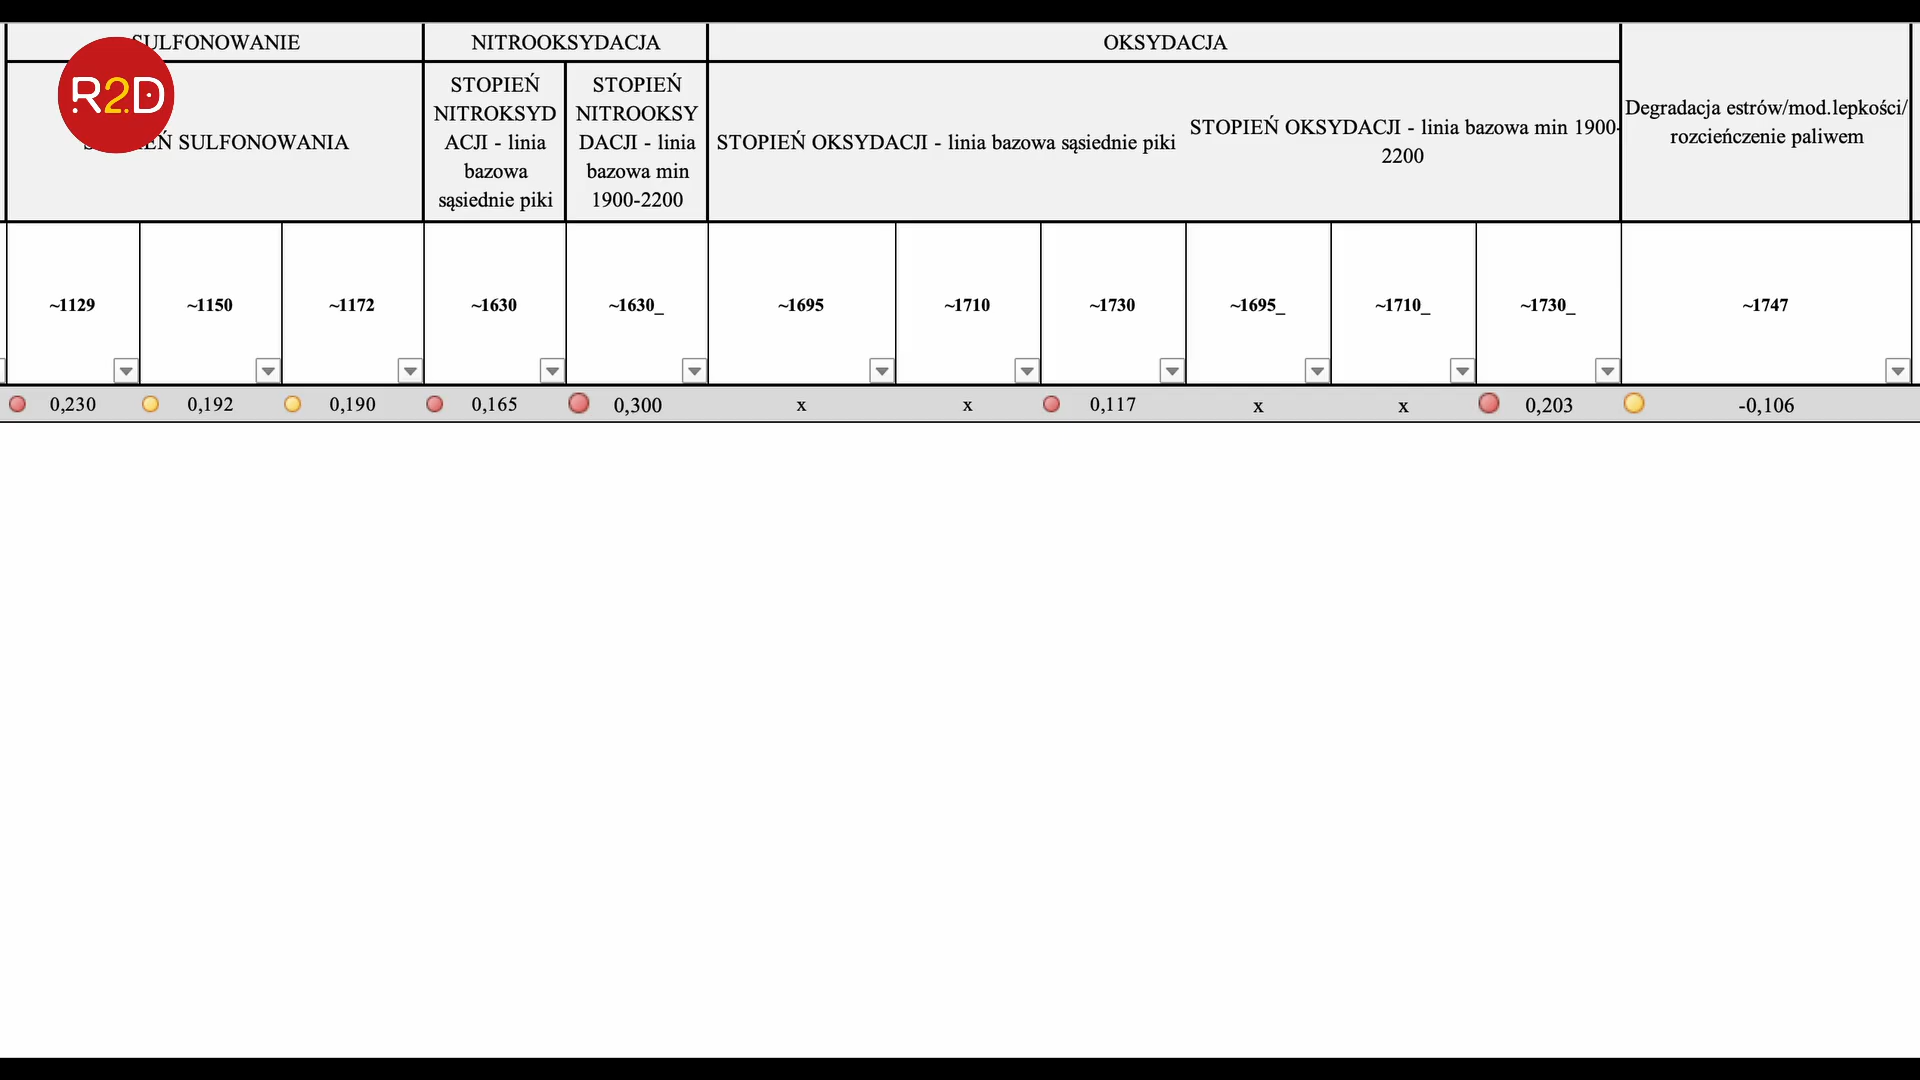 SULFONOWANIE
NITROOKSYDACJA
OKSYDACJA
R2D
SULFONOWANIA
STOPIEŃ
NITROKSYD
ACJI - linia
bazowa
sąsiednie piki
STOPIEŃ
NITROOKSY
DACJI - linia
bazowa min
1900-2200
STOPIEŃ OKSYDACJI - linia bazowa sąsiednie piki
STOPIEŃ OKSYDACJI - linia bazowa min 1900-
2200
Degradacja estrów/mod.lepkości/
rozcieńczenie paliwem
~1129 ~1150 ~1172 ~1630 ~1630_ ~1695 ~1710 ~1730 ~1695_ ~1710_ ~1730_ ~1747
0,230 0,192 0,190 0,165 0,300 x x 0,117 x x 0,203 -0,106